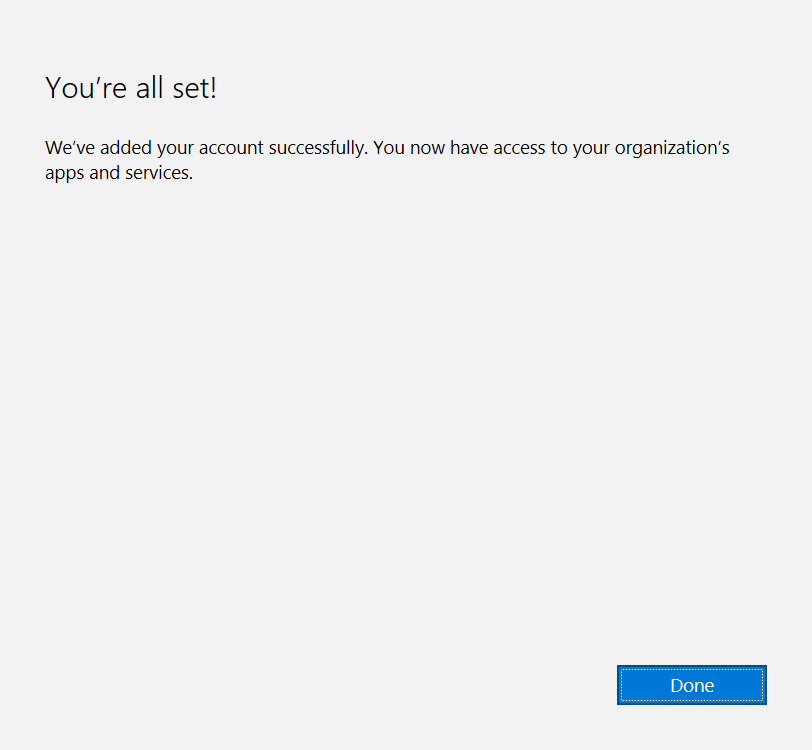 You’re all set!
We’ve added your account successfully. You now have access to your organization’s
apps and services.
Done